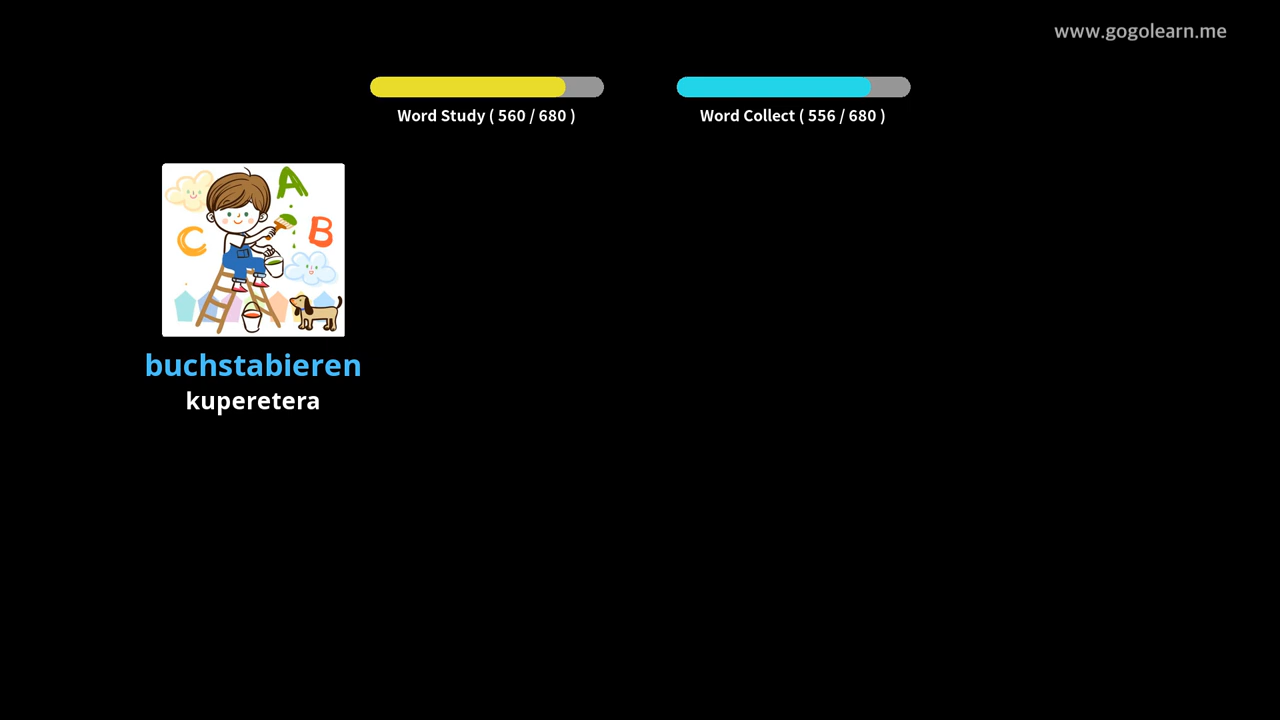 www.gogolearn.me
Word Study ( 560 / 680 )
Word Collect ( 556 / 680 )
A
B
C
buchstabieren
kuperetera